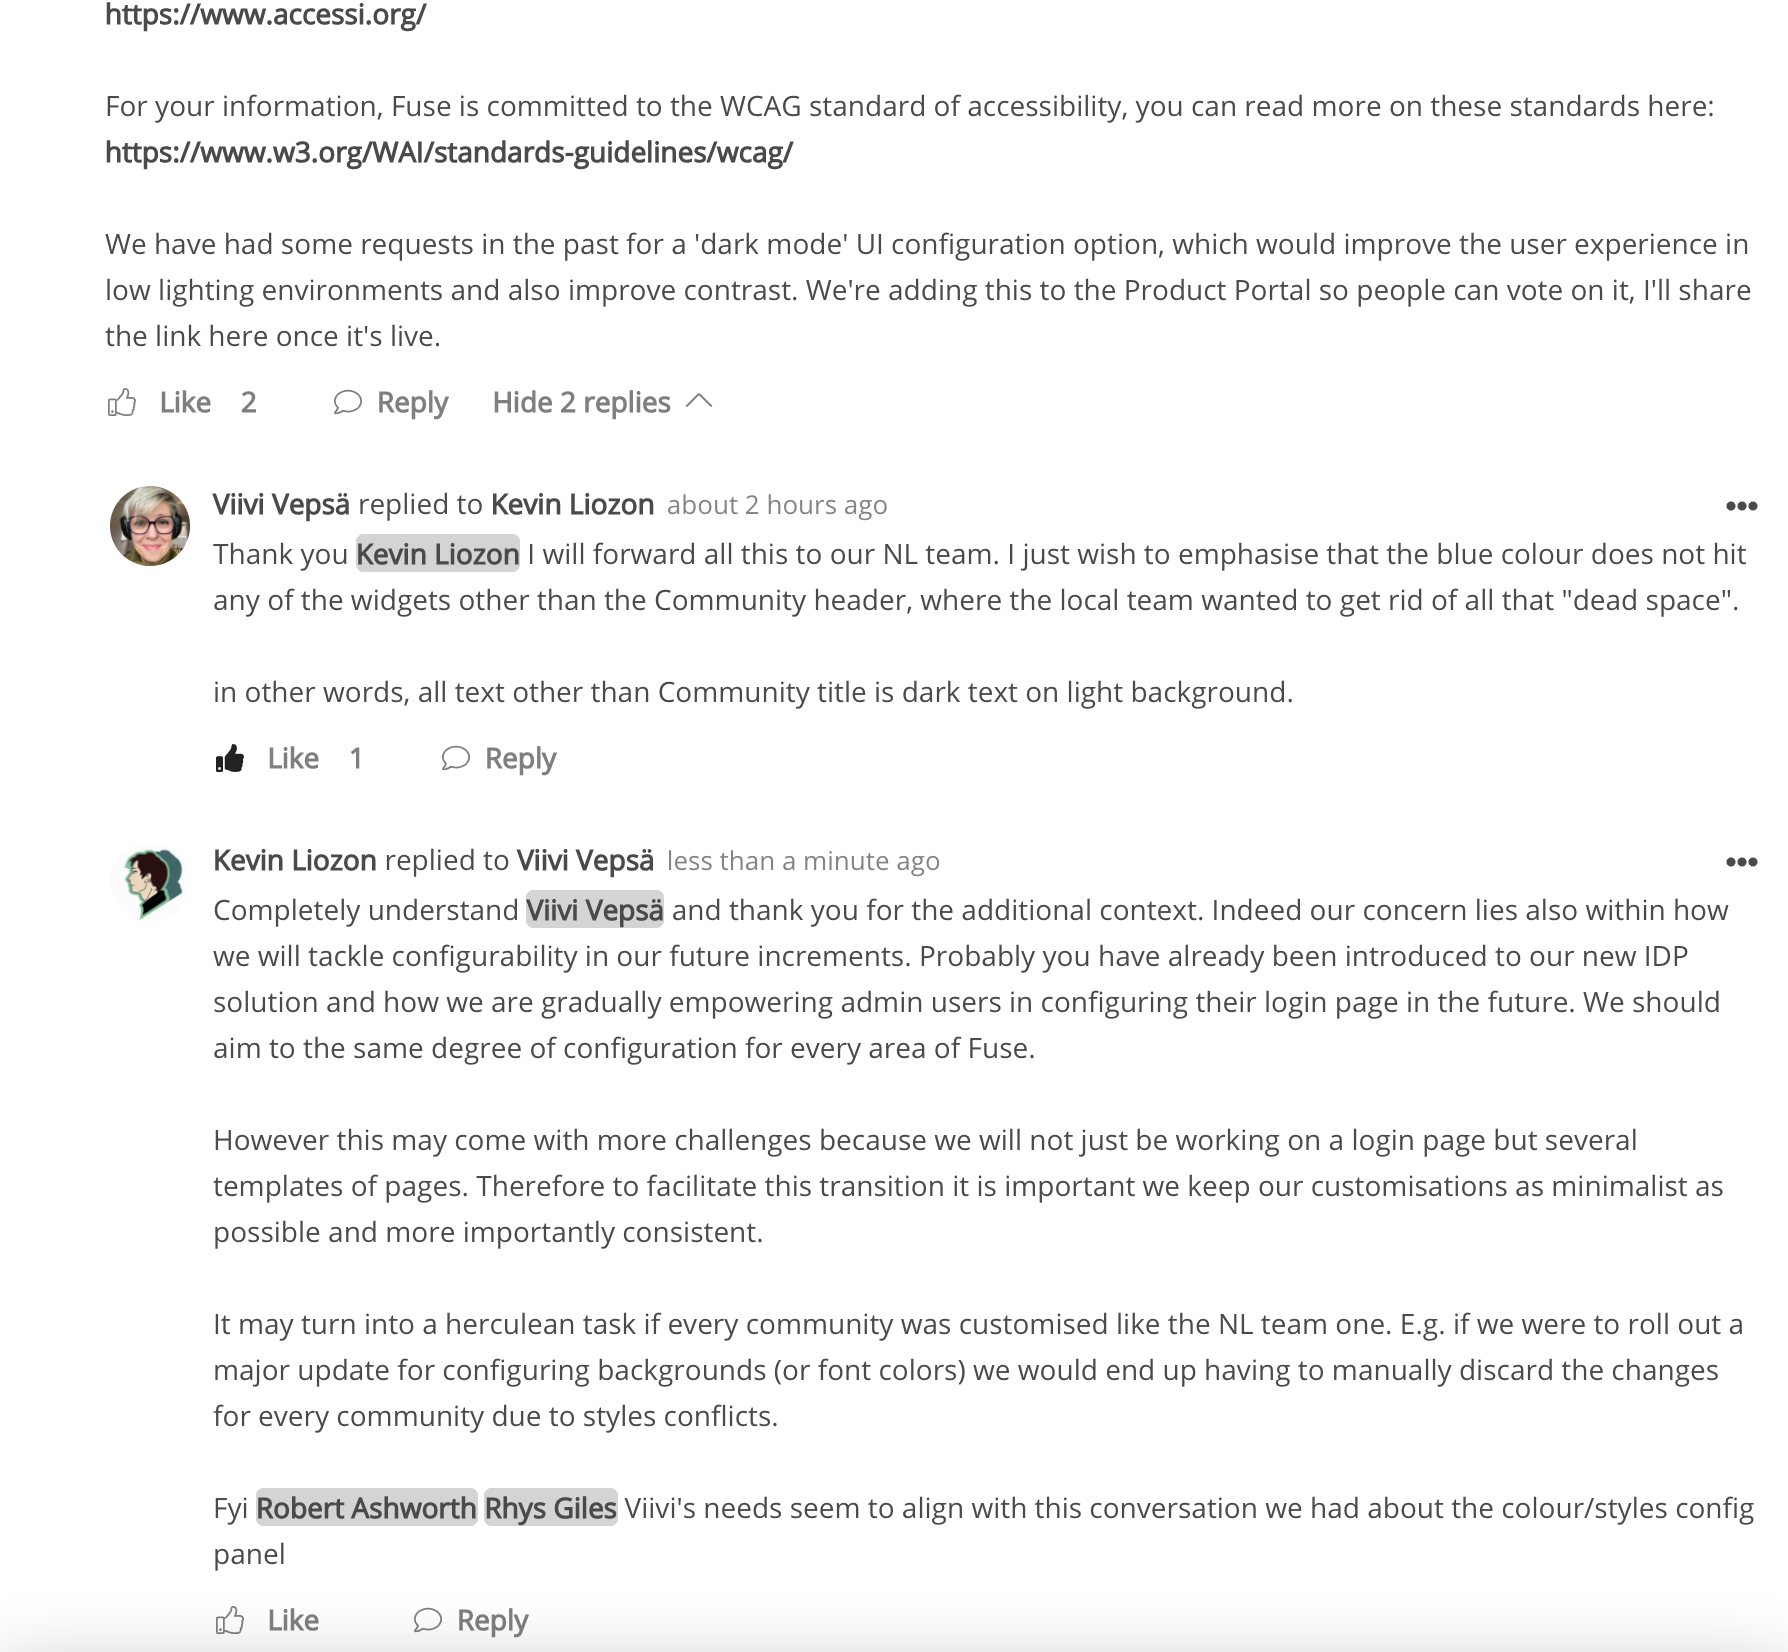 https://www.accessi.org/
For your information, Fuse is committed to the WCAG standard of accessibility, you can read more on these standards here:
https://www.w3.org/WAI/standards-guidelines/wcag/
We have had some requests in the past for a 'dark mode' UI configuration option, which would improve the user experience in
low lighting environments and also improve contrast. We're adding this to the Product Portal so people can vote on it, I'll share
the link here once it's live.
Like 2 Reply Hide 2 replies
Viivi Vepsä replied to Kevin Liozon about 2 hours ago
Thank you Kevin Liozon I will forward all this to our NL team. I just wish to emphasise that the blue colour does not hit
any of the widgets other than the Community header, where the local team wanted to get rid of all that "dead space".
in other words, all text other than Community title is dark text on light background.
Like 1 Reply
Kevin Liozon replied to Viivi Vepsä less than a minute ago
Completely understand Viivi Vepsä and thank you for the additional context. Indeed our concern lies also within how
we will tackle configurability in our future increments. Probably you have already been introduced to our new IDP
solution and how we are gradually empowering admin users in configuring their login page in the future. We should
aim to the same degree of configuration for every area of Fuse.
However this may come with more challenges because we will not just be working on a login page but several
templates of pages. Therefore to facilitate this transition it is important we keep our customisations as minimalist as
possible and more importantly consistent.
It may turn into a herculean task if every community was customised like the NL team one. E.g. if we were to roll out a
major update for configuring backgrounds (or font colors) we would end up having to manually discard the changes
for every community due to styles conflicts.
Fyi Robert Ashworth Rhys Giles Viivi's needs seem to align with this conversation we had about the colour/styles config
panel
Like Reply